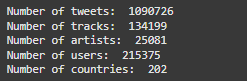 Number of tweets:  1090726
Number of tracks:  134199
Number of artists:  25081
Number of users:  215375
Number of countries:  202